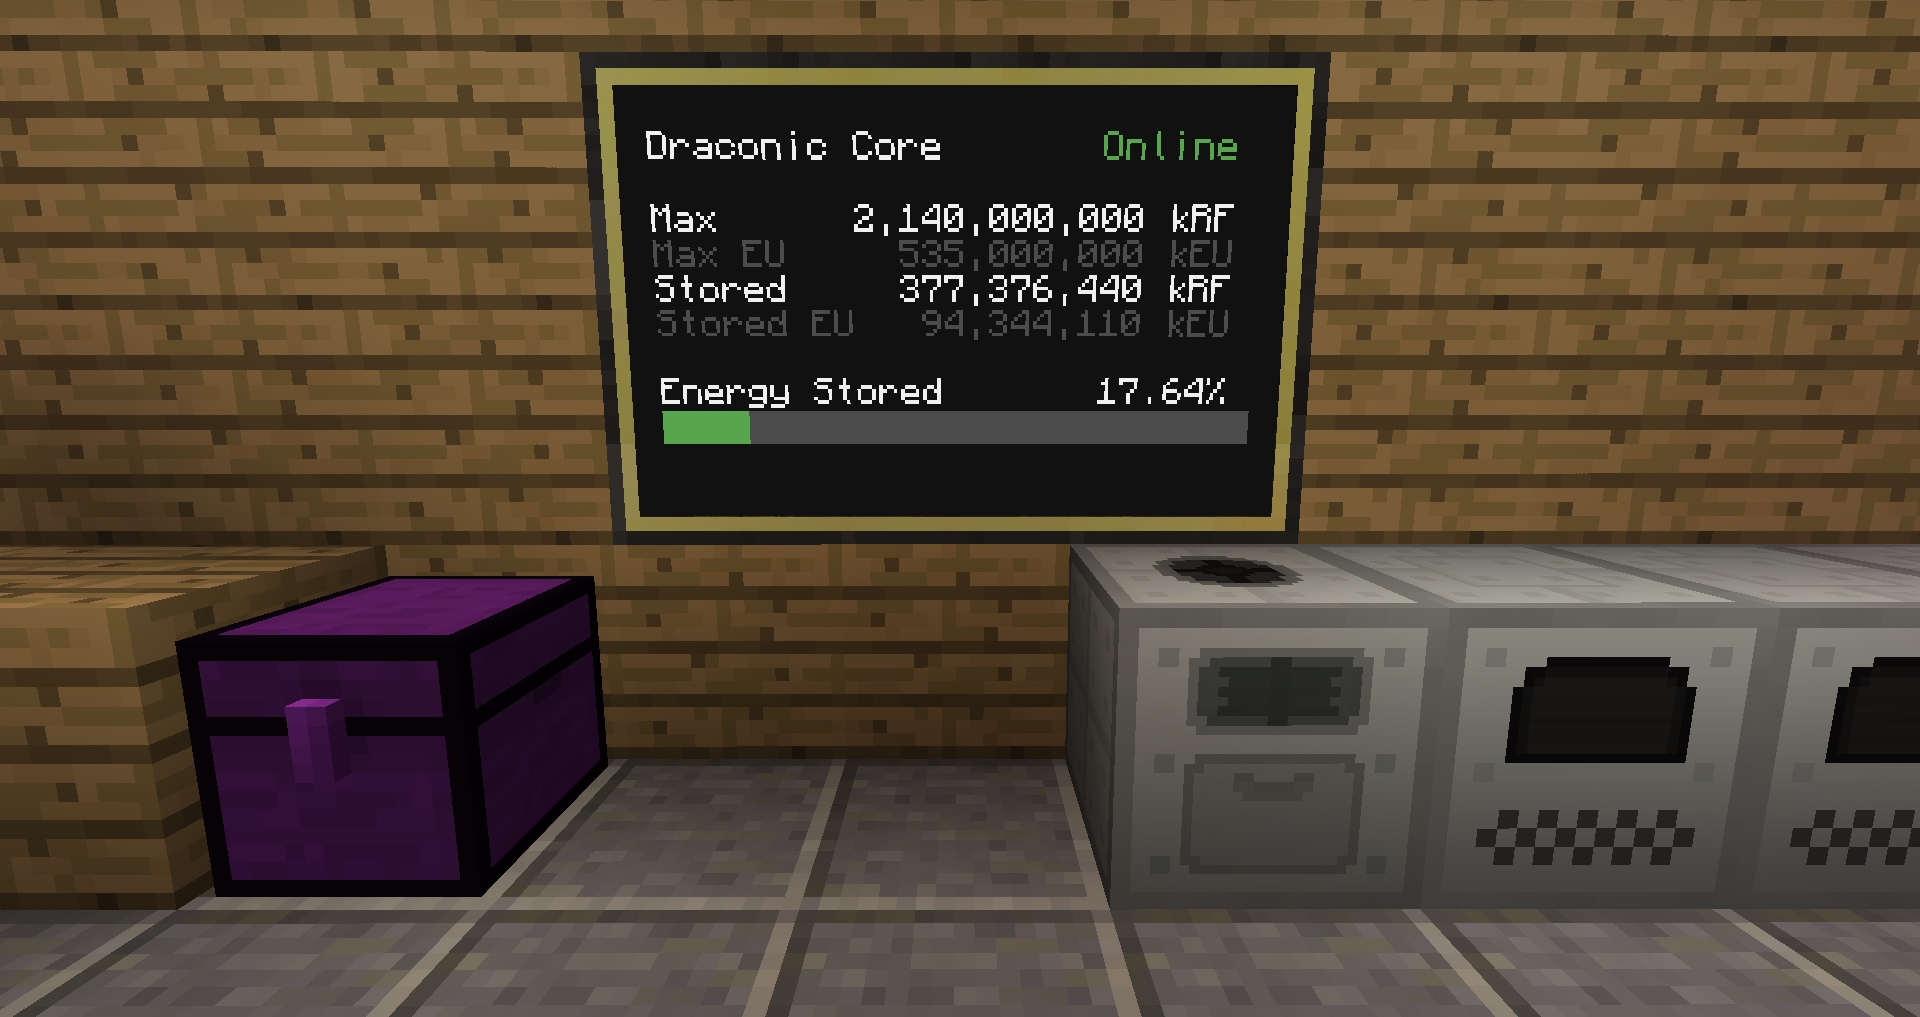 Draconic Core Online
Max 2,140,000,000 kRF
Max EU 535,000,000 kEU
Stored 377,376,440 kRF
Stored EU 94,344,110 kEU
Energy Stored 17.64%